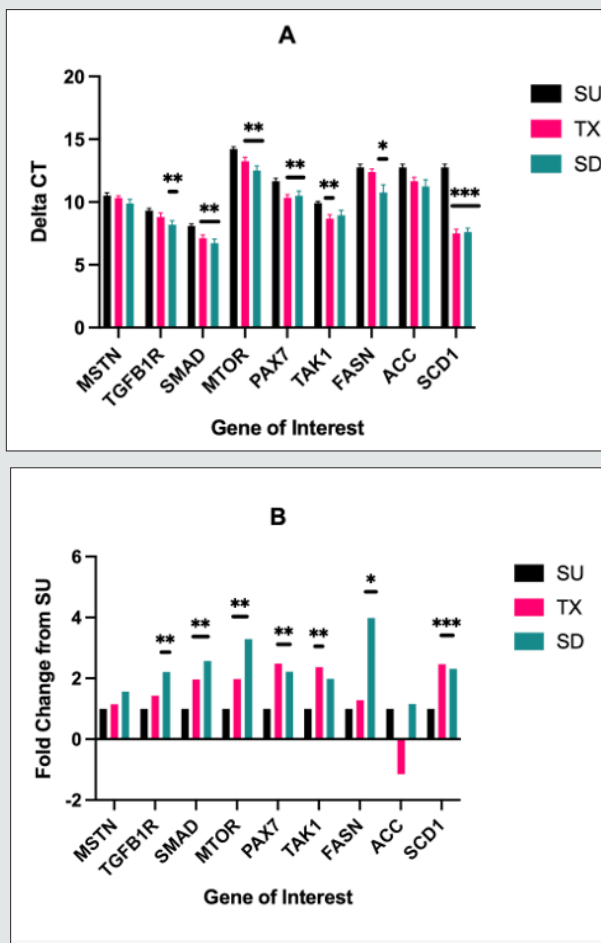 A
Delta CT
20
15
10
5
0
** ** ** ** ** * ***
MSTN TGFB1R SMAD MTOR PAX7 TAK1 FASN ACC SCD1
Gene of Interest
SU
TX
SD
B
Fold Change from SU
6
4
2
0
-2
** ** ** ** ** * ***
MSTN TGFB1R SMAD MTOR PAX7 TAK1 FASN ACC SCD1
Gene of Interest
SU
TX
SD